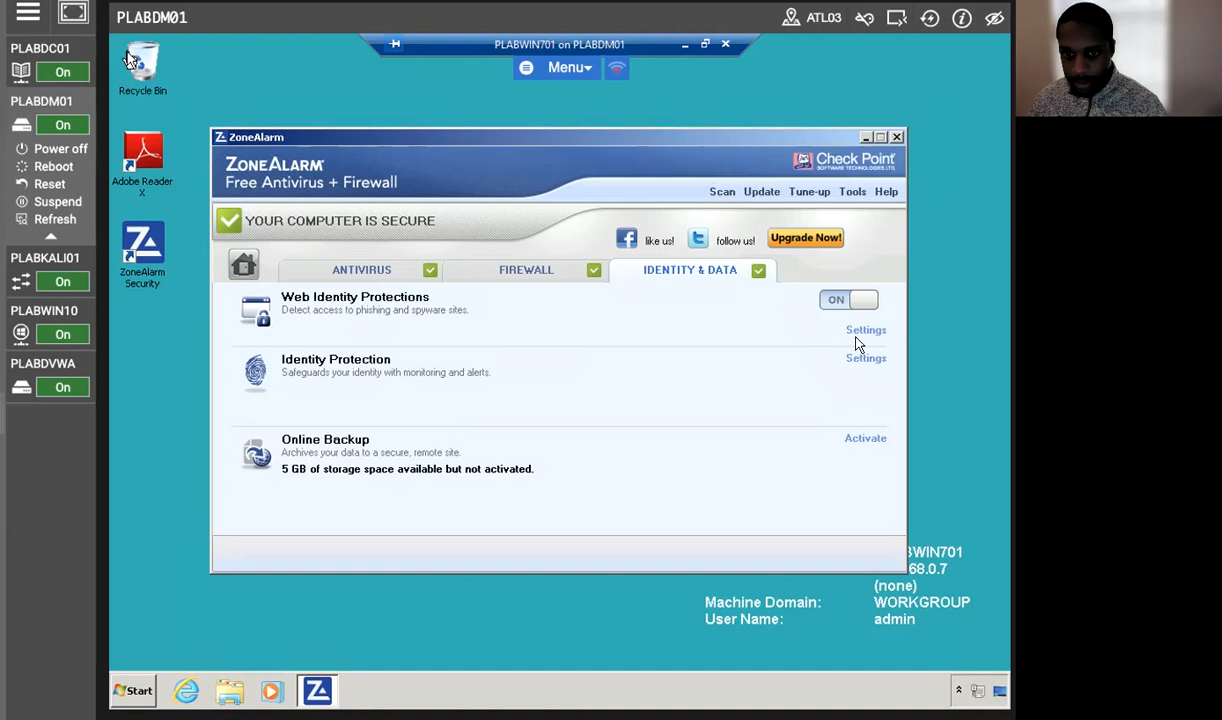 PLABDM01
ATL03
PLABDC01
On
PLABDM01
On
Power off
Reboot
Reset
Suspend
Refresh
PLABKALI01
On
PLABWIN10
On
PLABDVWA
On
PLABWIN701 on PLABDM01
Menu
Recycle Bin
Adobe Reader
X
ZoneAlarm
Security
ZoneAlarm
ZONEALARM
Free Antivirus + Firewall
Check Point
SOFTWARE TECHNOLOGIES LTD.
Scan Update Tune-up Tools Help
YOUR COMPUTER IS SECURE
like us! follow us! Upgrade Now!
ANTIVIRUS FIREWALL IDENTITY & DATA
Web Identity Protections
Detect access to phishing and spyware sites.
ON
Settings
Identity Protection
Safeguards your identity with monitoring and alerts.
Settings
Online Backup
Archives your data to a secure, remote site.
5 GB of storage space available but not activated.
Activate
WIN701
68.0.7
(none)
Machine Domain: WORKGROUP
User Name: admin
Start